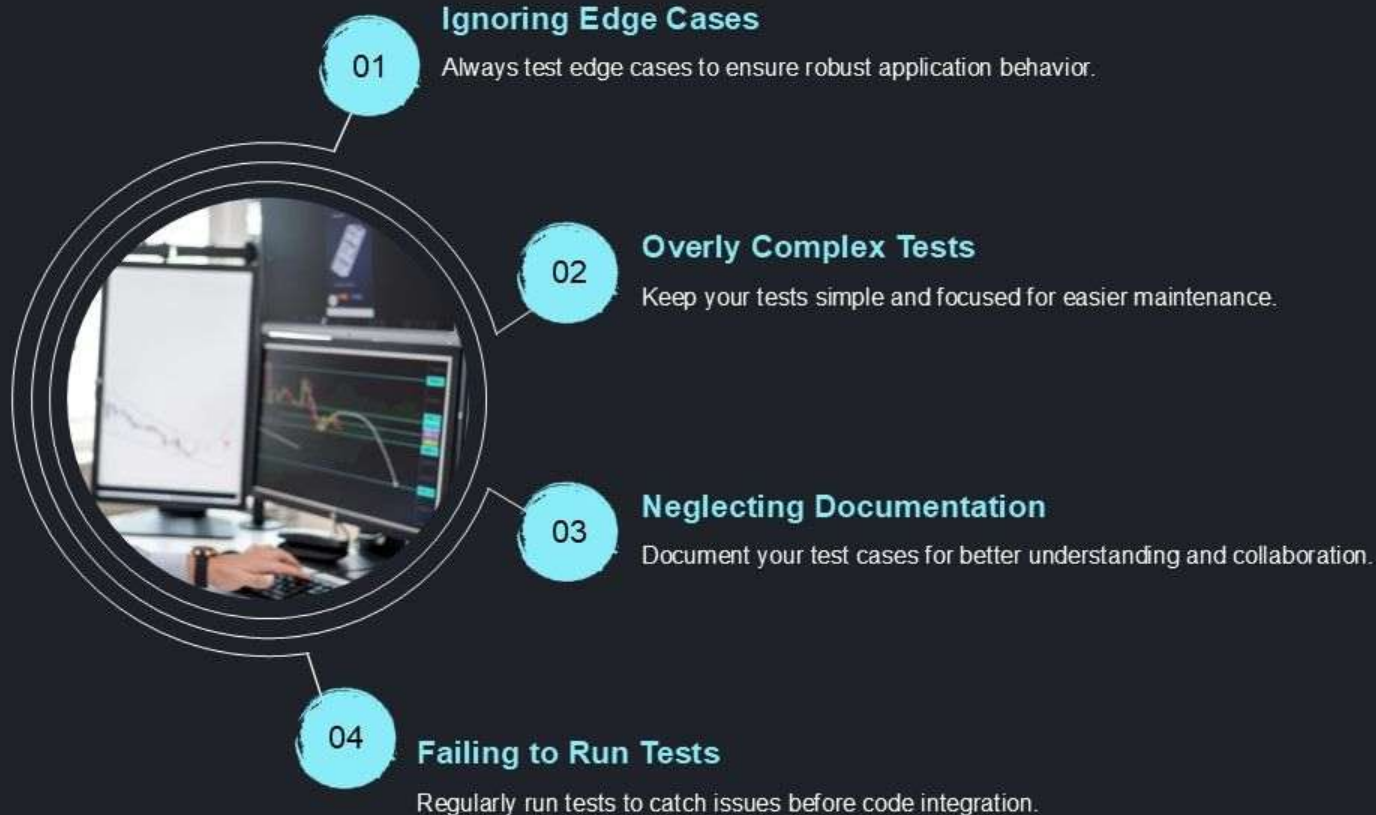 01
Ignoring Edge Cases
Always test edge cases to ensure robust application behavior.
02
Overly Complex Tests
Keep your tests simple and focused for easier maintenance.
03
Neglecting Documentation
Document your test cases for better understanding and collaboration.
04
Failing to Run Tests
Regularly run tests to catch issues before code integration.